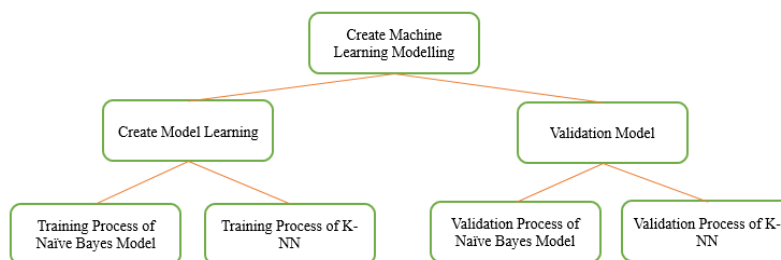 Create Machine
Learning Modelling
Create Model Learning
Validation Model
Training Process of
Naïve Bayes Model
Training Process of K-
NN
Validation Process of
Naïve Bayes Model
Validation Process of K-
NN